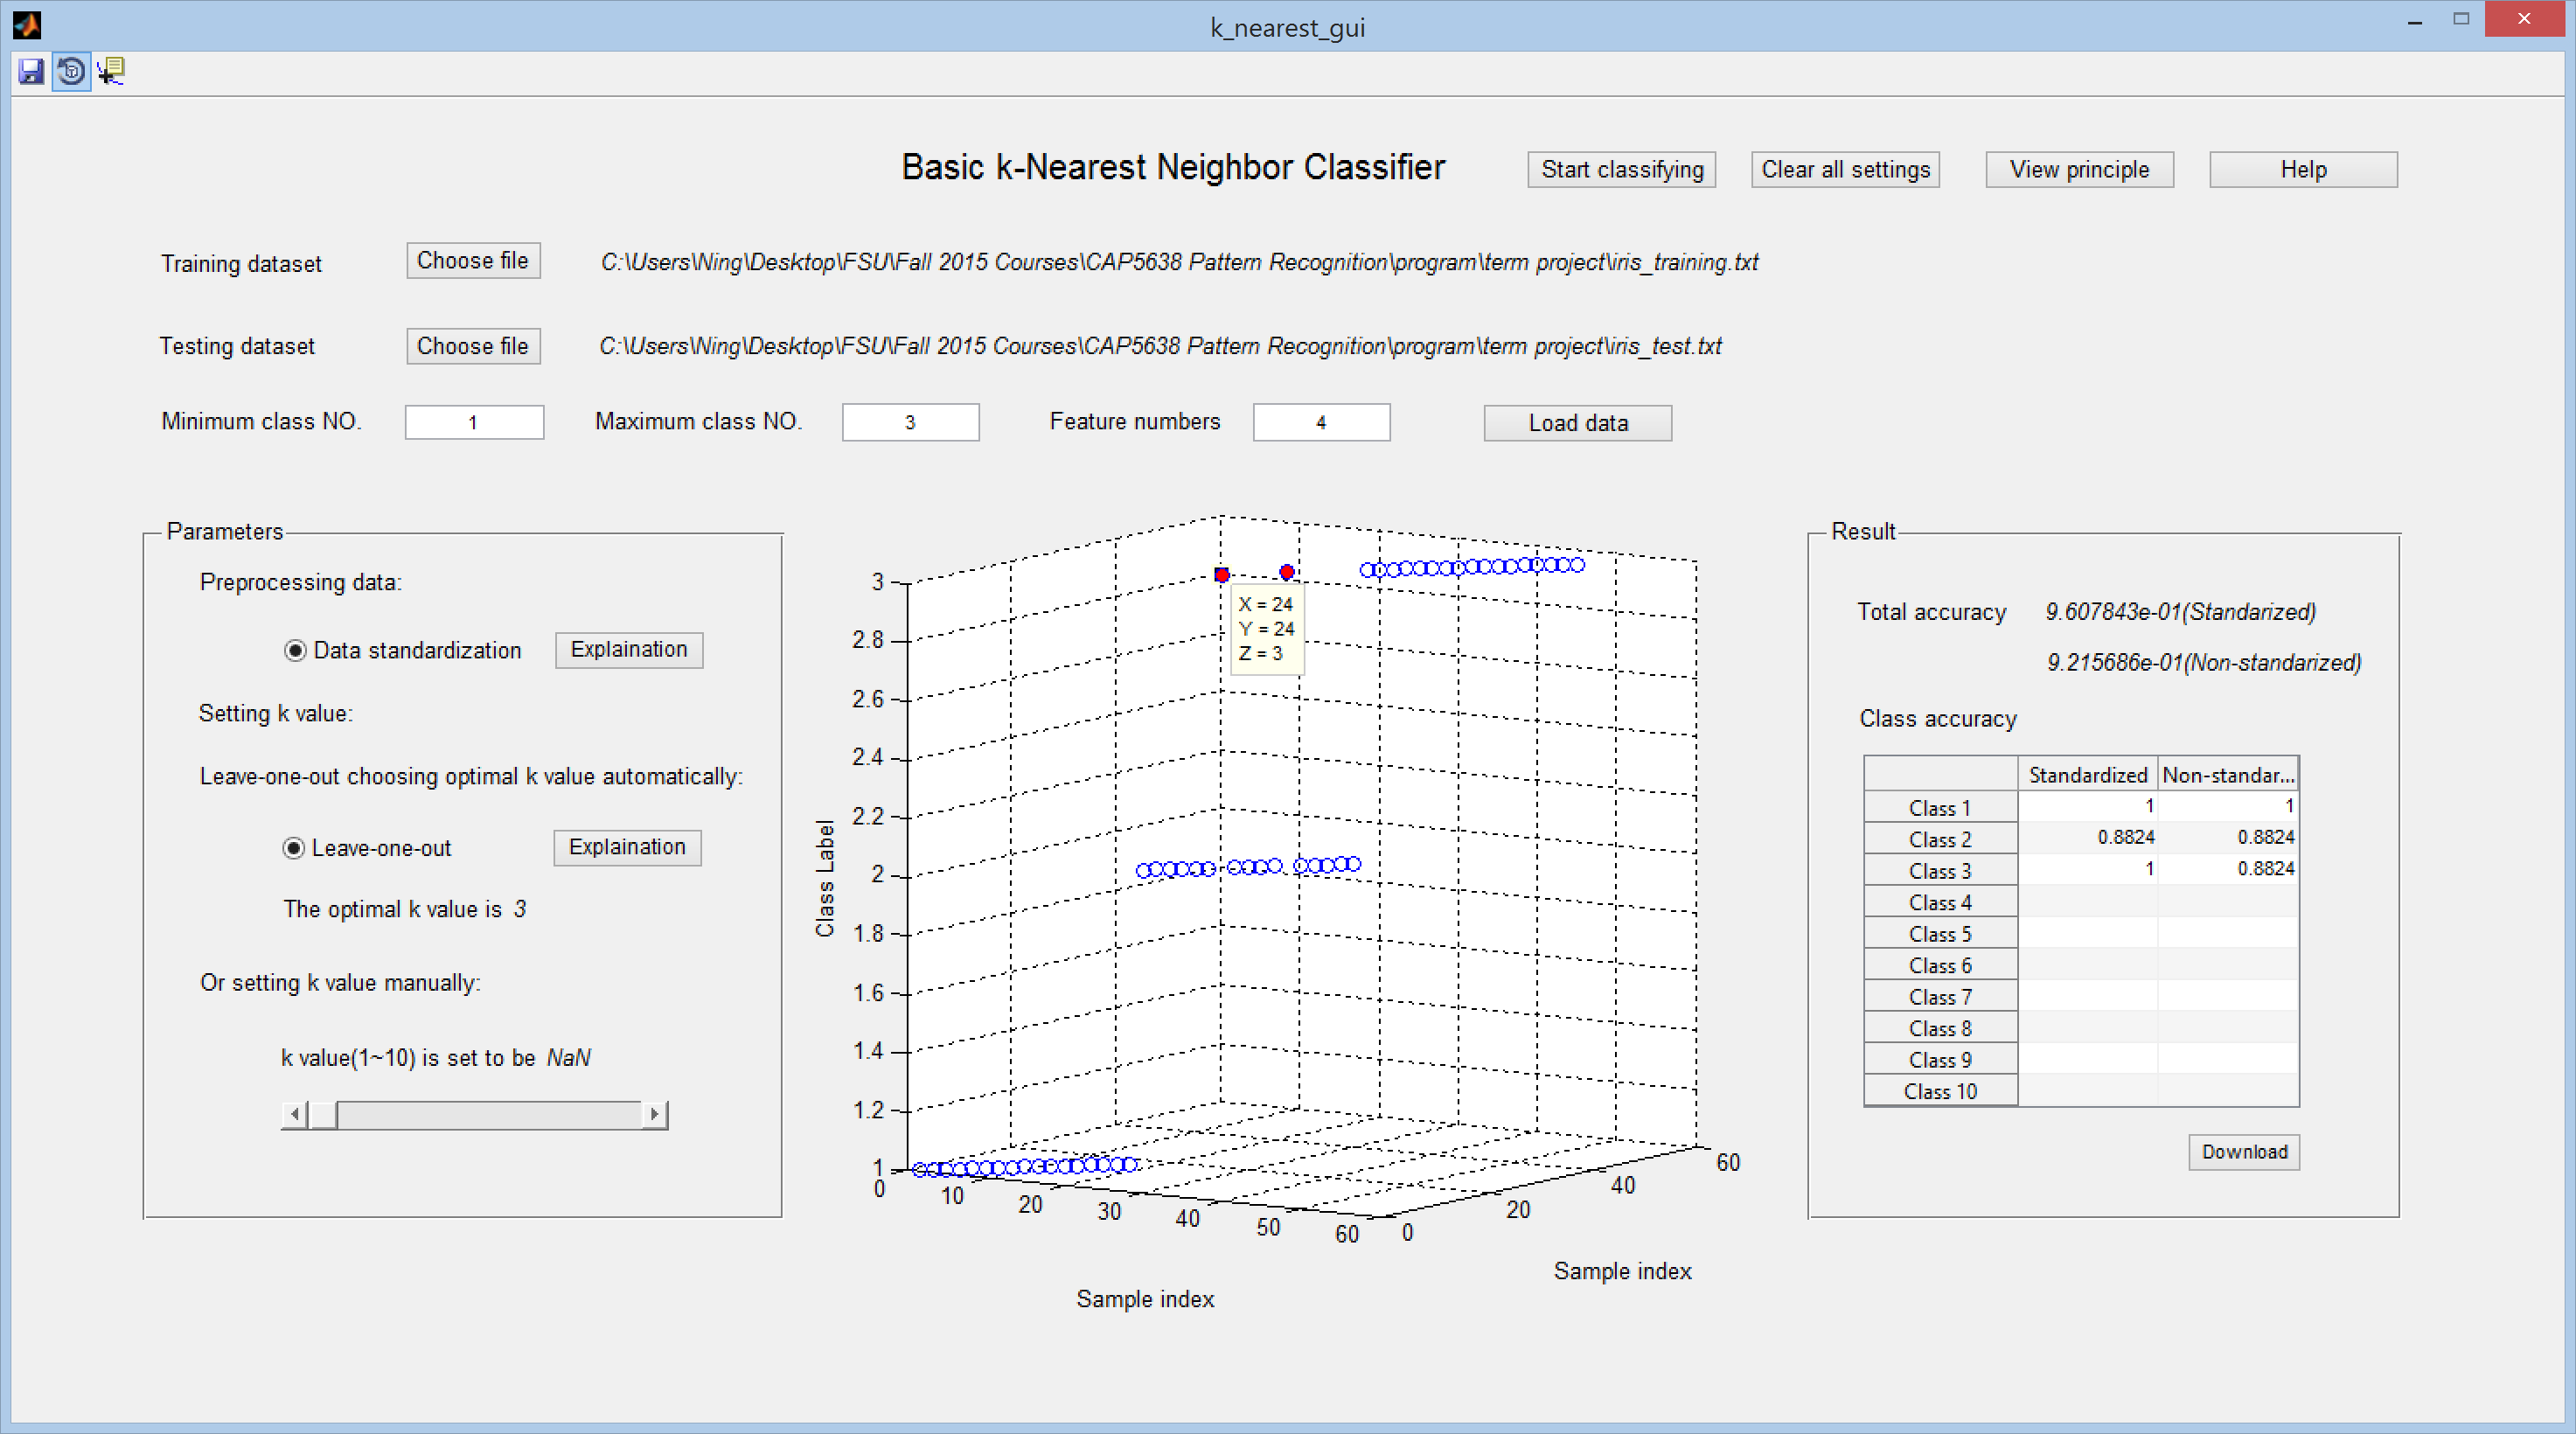 k_nearest_gui
Basic k-Nearest Neighbor Classifier
Start classifying
Clear all settings
View principle
Help
Training dataset
Choose file
C:\Users\Ning\Desktop\FSU\Fall 2015 Courses\CAP5638 Pattern Recognition\program\term project\iris_training.txt
Testing dataset
Choose file
C:\Users\Ning\Desktop\FSU\Fall 2015 Courses\CAP5638 Pattern Recognition\program\term project\iris_test.txt
Minimum class NO.
1
Maximum class NO.
3
Feature numbers
4
Load data
Parameters
Preprocessing data:
Data standardization
Explaination
Setting k value:
Leave-one-out choosing optimal k value automatically:
Leave-one-out
Explaination
The optimal k value is 3
Or setting k value manually:
k value(1~10) is set to be NaN
3
2.8
2.6
2.4
2.2
2
1.8
1.6
1.4
1.2
1
Class Label
X = 24
Y = 24
Z = 3
0
10
20
30
40
50
60
Sample index
0
20
40
60
Sample index
Result
Total accuracy
9.607843e-01(Standarized)
9.215686e-01(Non-standarized)
Class accuracy
Standardized Non-standar...
Class 1 1 1
Class 2 0.8824 0.8824
Class 3 1 0.8824
Class 4
Class 5
Class 6
Class 7
Class 8
Class 9
Class 10
Download